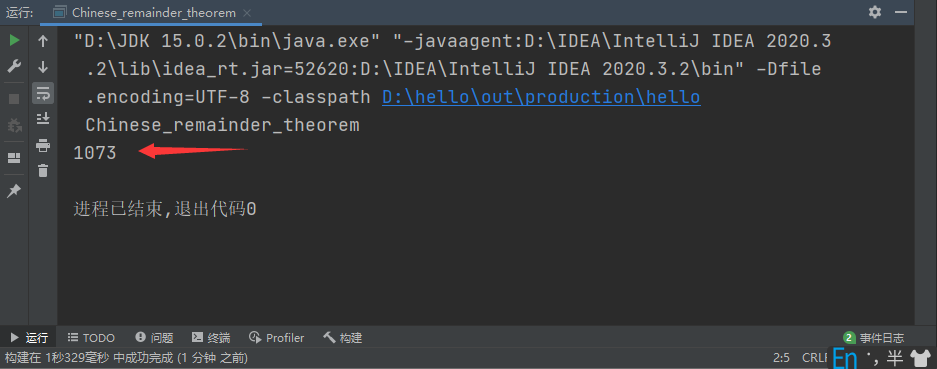 运行: Chinese_remainder_theorem ×
"D:\JDK 15.0.2\bin\java.exe" "-javaagent:D:\IDEA\IntelliJ IDEA 2020.3
.2\lib\idea_rt.jar=52620:D:\IDEA\IntelliJ IDEA 2020.3.2\bin" -Dfile
.encoding=UTF-8 -classpath D:\hello\out\production\hello
Chinese_remainder_theorem
1073
进程已结束,退出代码0
运行 TODO 问题 终端 Profiler 构建 2 事件日志
构建在 1秒329毫秒 中成功完成 (1 分钟 之前) 2:5 CRLF En 半